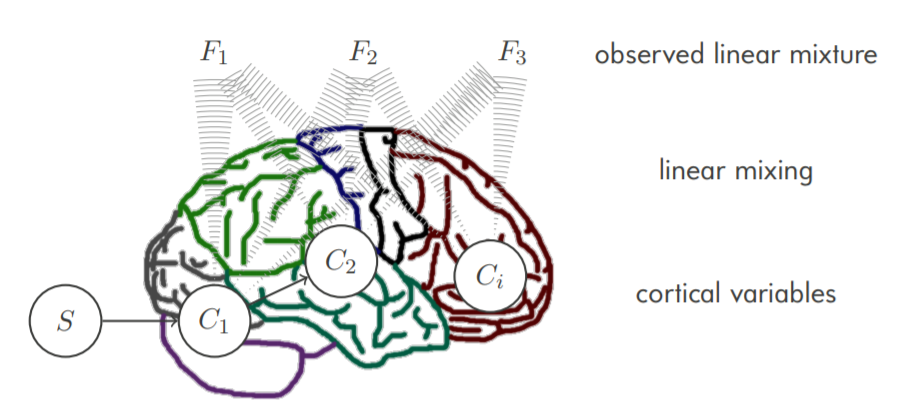 F₁ F₂ F₃ observed linear mixture
linear mixing
C₂
Cᵢ
cortical variables
S
C₁